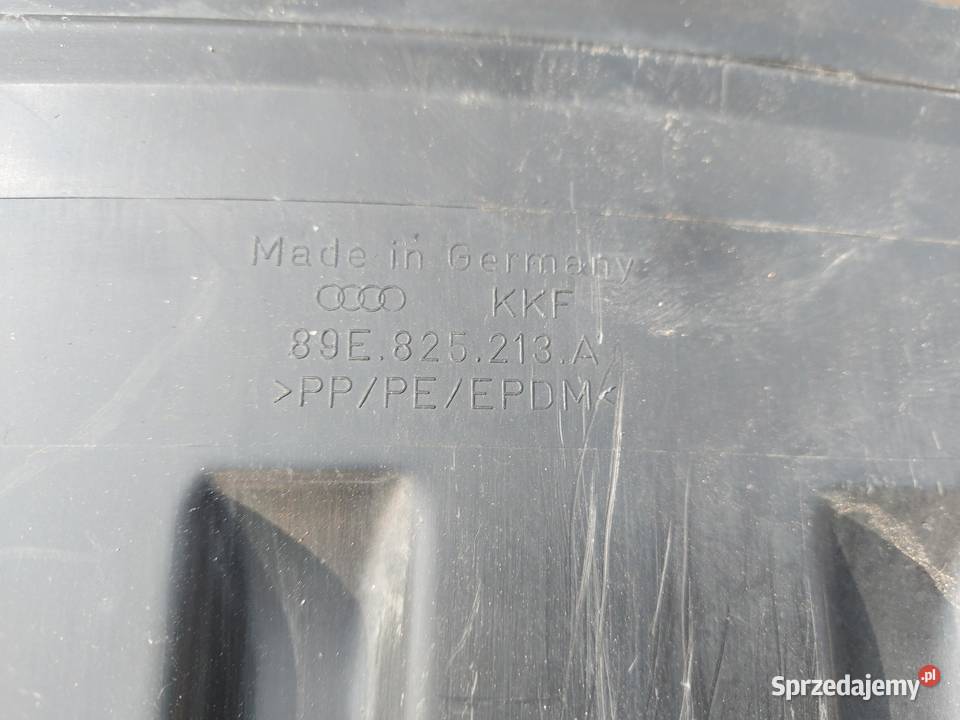 Made in Germany
KKF
89E.825.213.A
>PP/PE/EPDM<
Sprzedajemy.pl